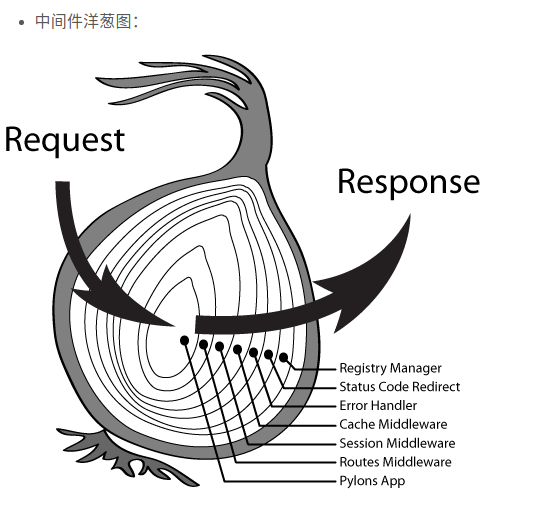 中间件洋葱图：
Request
Response
Registry Manager
Status Code Redirect
Error Handler
Cache Middleware
Session Middleware
Routes Middleware
Pylons App